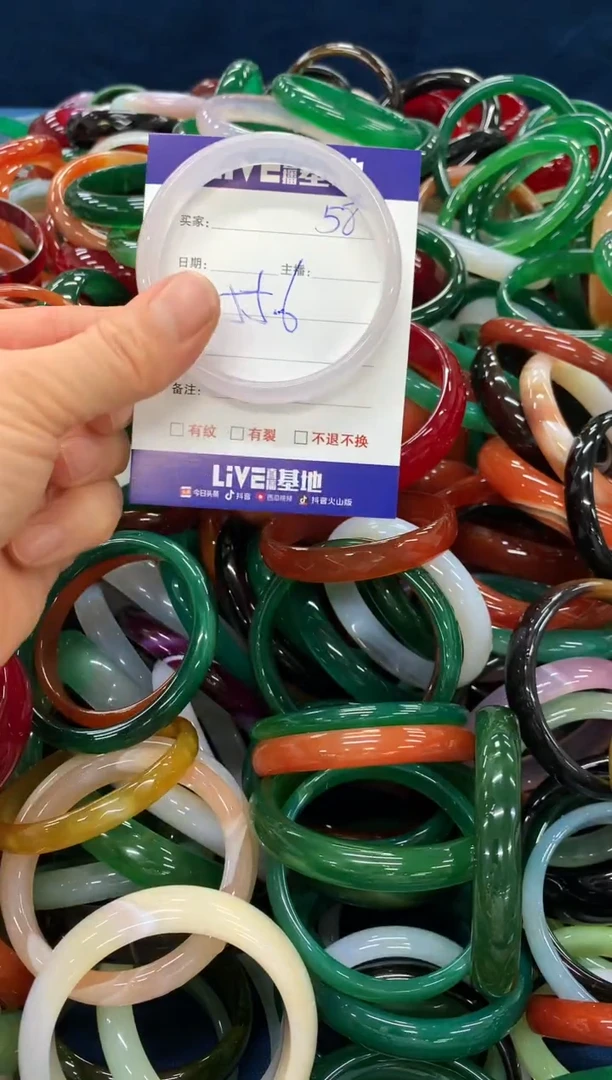 LiVE直播基地
买家： 58
日期： 主播：
55.6
备注：
□ 有纹 □ 有裂 □ 不退不换
LiVE直播基地
今日头条 抖音 西瓜视频 抖音火山版